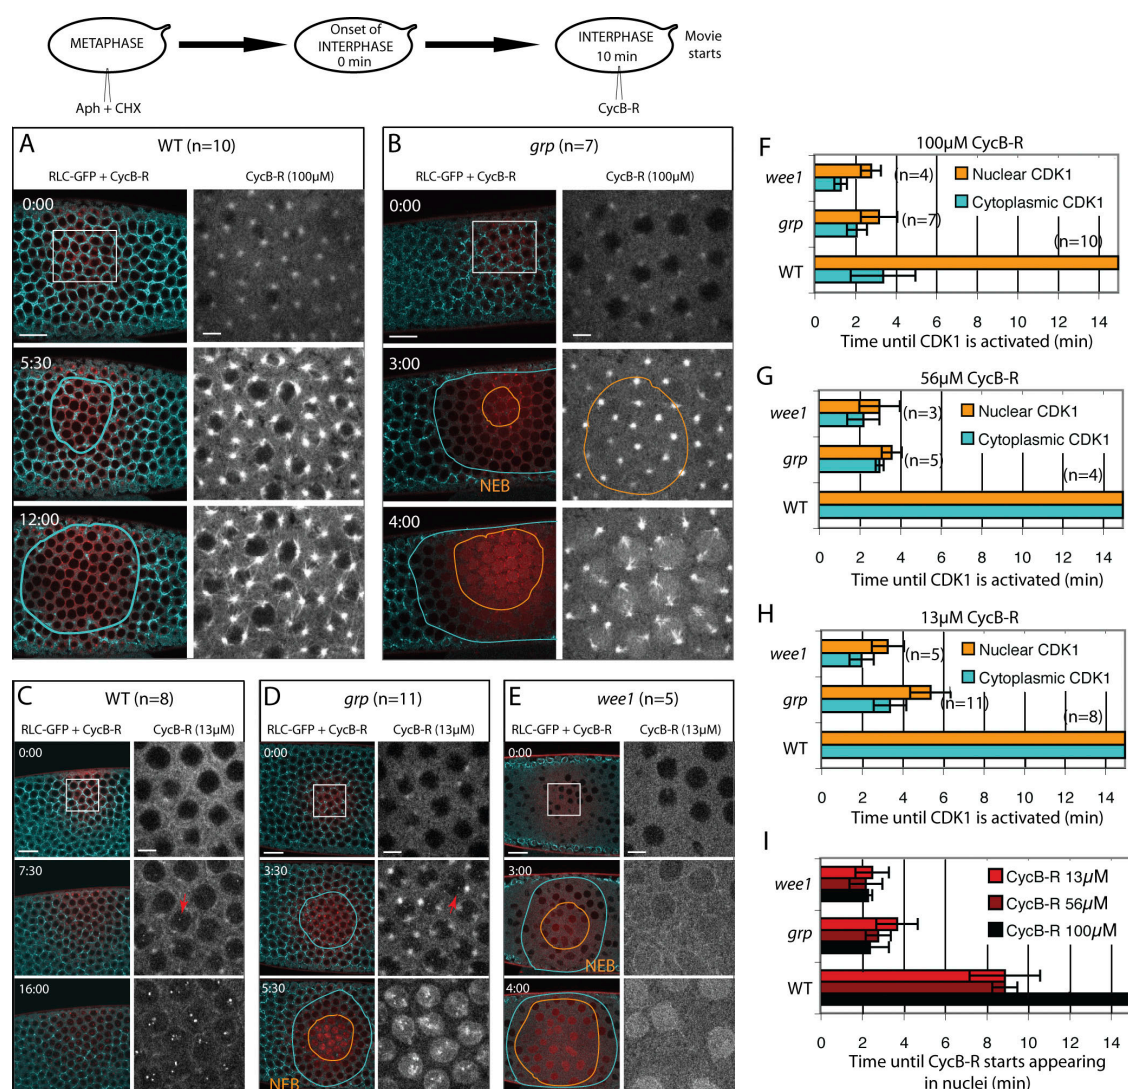 METAPHASE
Onset of
INTERPHASE
0 min
INTERPHASE
10 min
Movie
starts
Aph + CHX
CycB-R
A
WT (n=10)
RLC-GFP + CycB-R
CycB-R (100µM)
0:00
5:30
12:00
B
grp (n=7)
RLC-GFP + CycB-R
CycB-R (100µM)
0:00
3:00
NEB
4:00
C
WT (n=8)
RLC-GFP + CycB-R
CycB-R (13µM)
0:00
7:30
16:00
D
grp (n=11)
RLC-GFP + CycB-R
CycB-R (13µM)
0:00
3:30
5:30
NEB
E
wee1 (n=5)
RLC-GFP + CycB-R
CycB-R (13µM)
0:00
3:00
NEB
4:00
F
100µM CycB-R
wee1
(n=4)
Nuclear CDK1
Cytoplasmic CDK1
grp
(n=7)
(n=10)
WT
0 2 4 6 8 10 12 14
Time until CDK1 is activated (min)
G
56µM CycB-R
wee1
(n=3)
Nuclear CDK1
Cytoplasmic CDK1
grp
(n=5)
(n=4)
WT
0 2 4 6 8 10 12 14
Time until CDK1 is activated (min)
H
13µM CycB-R
wee1
(n=5)
Nuclear CDK1
Cytoplasmic CDK1
grp
(n=11)
(n=8)
WT
0 2 4 6 8 10 12 14
Time until CDK1 is activated (min)
I
wee1
CycB-R 13µM
CycB-R 56µM
CycB-R 100µM
grp
WT
0 2 4 6 8 10 12 14
Time until CycB-R starts appearing
in nuclei (min)